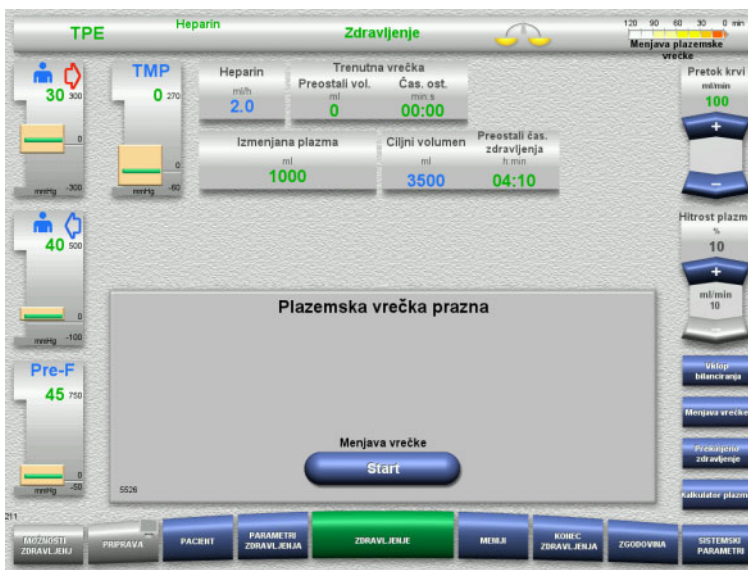 TPE
Heparin
Zdravljenje
120 90 60 30 0 min
Menjava plazemske
vrečke
30 300
0
mmHg -300
TMP
0 270
0
mmHg -60
Heparin
ml/h
2.0
Trenutna vrečka
Preostali vol. Čas. ost.
ml min:s
0 00:00
Izmenjana plazma
ml
1000
Ciljni volumen
ml
3500
Preostali čas.
zdravljenja
h:min
04:10
Pretok krvi
ml/min
100
+
−
40 500
0
mmHg -100
Hitrost plazm
%
10
+
ml/min
10
−
Pre-F
45 750
0
mmHg -50
Plazemska vrečka prazna
Menjava vrečke
Start
5526
Vklop
bilanciranja
Menjava vrečke
Prekinjeno
zdravljenje
Kalkulator plazm
211
MOŽNOSTI
ZDRAVLJENJ
PRIPRAVA
PACIENT
PARAMETRI
ZDRAVLJENJA
ZDRAVLJENJE
MENIJI
KONEC
ZDRAVLJENJA
ZGODOVINA
SISTEMSKI
PARAMETRI